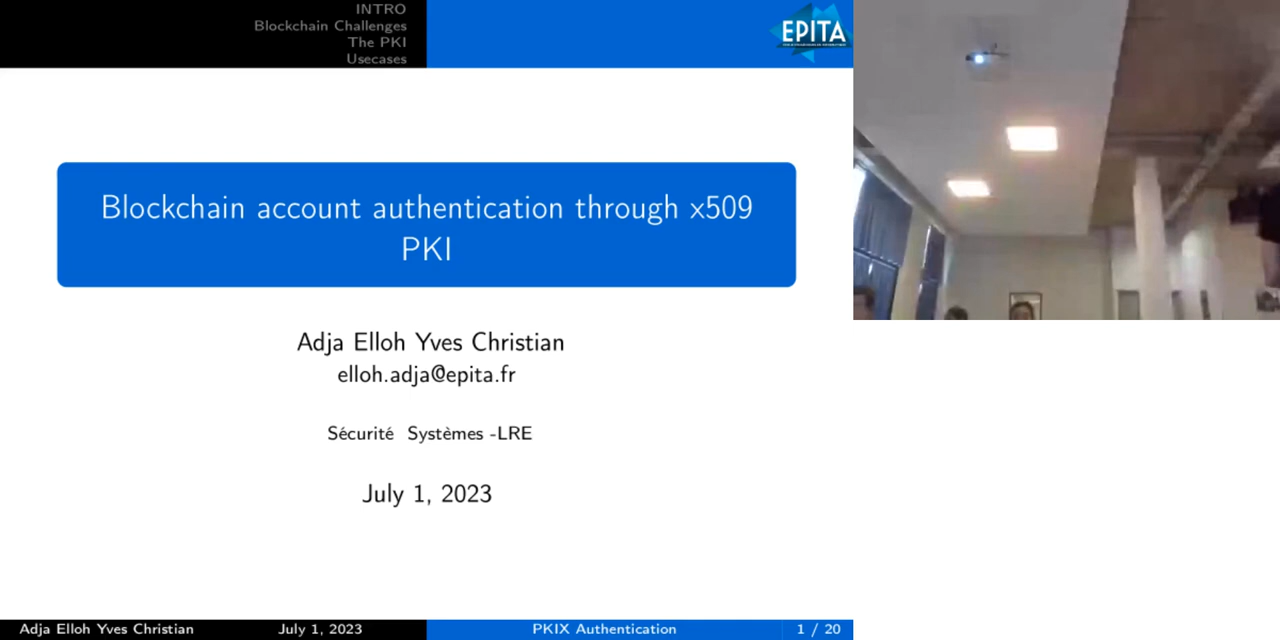 INTRO
Blockchain Challenges
The PKI
Usecases
EPITA
Blockchain account authentication through x509
PKI
Adja Elloh Yves Christian
elloh.adja@epita.fr
Sécurité Systèmes -LRE
July 1, 2023
Adja Elloh Yves Christian July 1, 2023 PKIX Authentication 1 / 20